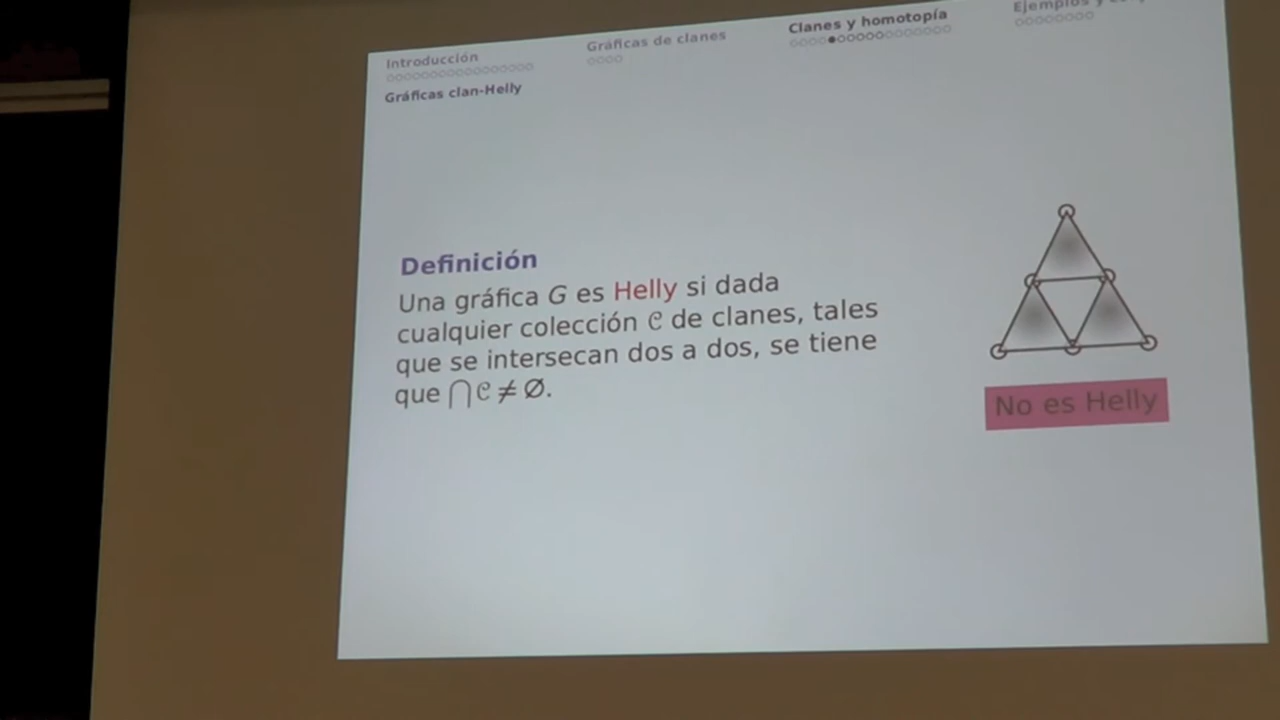 Introducción
Gráficas de clanes
Clanes y homotopía
Ejemplos y
Gráficas clan-Helly
Definición
Una gráfica G es Helly si dada
cualquier colección 𝒞 de clanes, tales
que se intersecan dos a dos, se tiene
que ⋂𝒞 ≠ ∅.
No es Helly